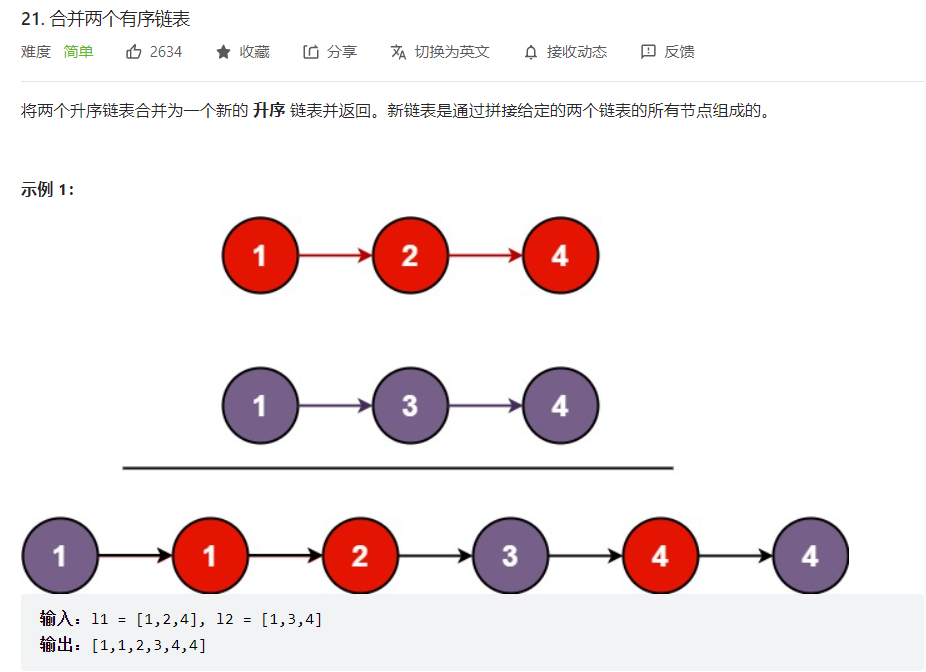 21. 合并两个有序链表
难度 简单 2634 收藏 分享 切换为英文 接收动态 反馈
将两个升序链表合并为一个新的 升序 链表并返回。新链表是通过拼接给定的两个链表的所有节点组成的。
示例 1：
1 2 4
1 3 4
1 1 2 3 4 4
输入：l1 = [1,2,4], l2 = [1,3,4]
输出：[1,1,2,3,4,4]